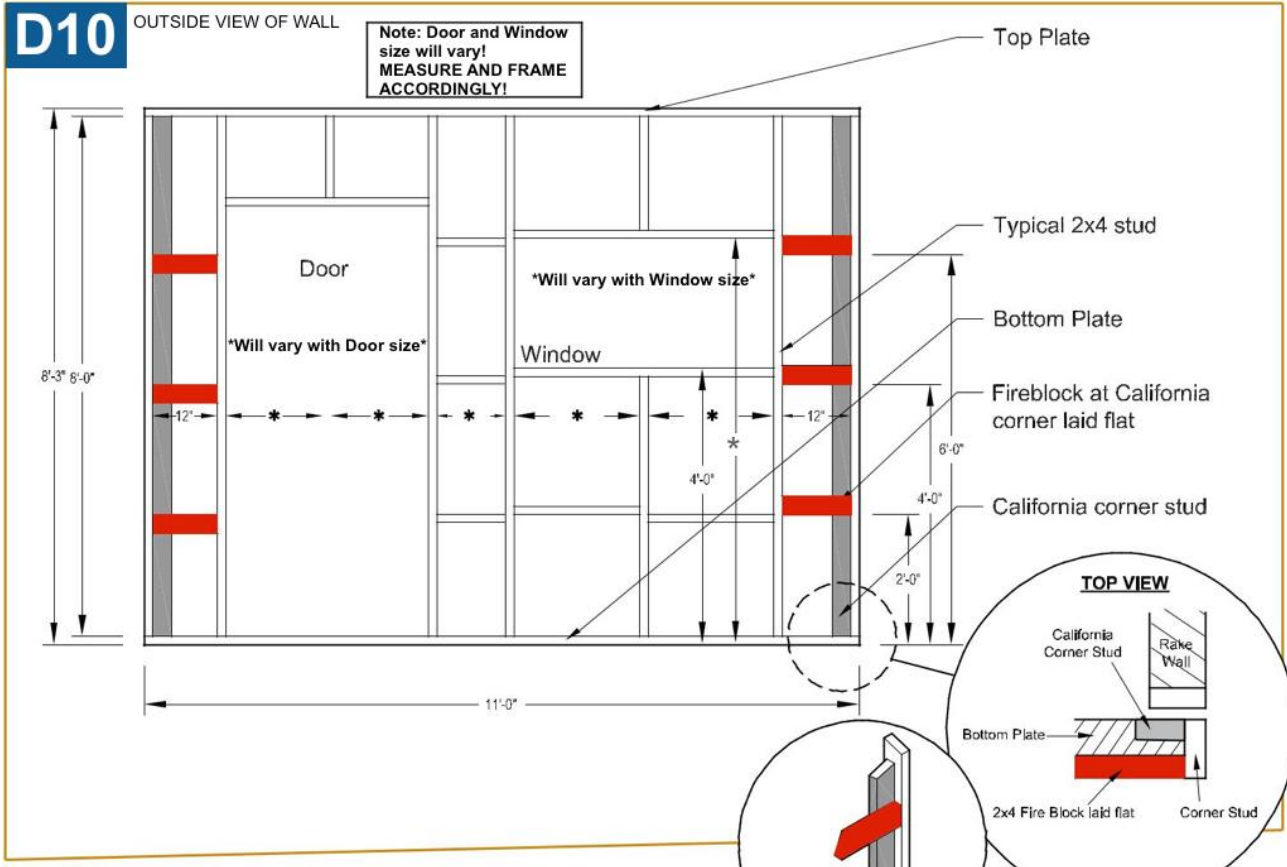 D10
OUTSIDE VIEW OF WALL
Note: Door and Window
size will vary!
MEASURE AND FRAME
ACCORDINGLY!
Top Plate
Typical 2x4 stud
Door
*Will vary with Window size*
Bottom Plate
*Will vary with Door size*
Window
8'-3"
8'-0"
Fireblock at California
corner laid flat
12"
*
*
*
*
*
12"
*
6'-0"
4'-0"
4'-0"
California corner stud
2'-0"
TOP VIEW
California
Corner Stud
Rake
Wall
11'-0"
Bottom Plate
2x4 Fire Block laid flat
Corner Stud